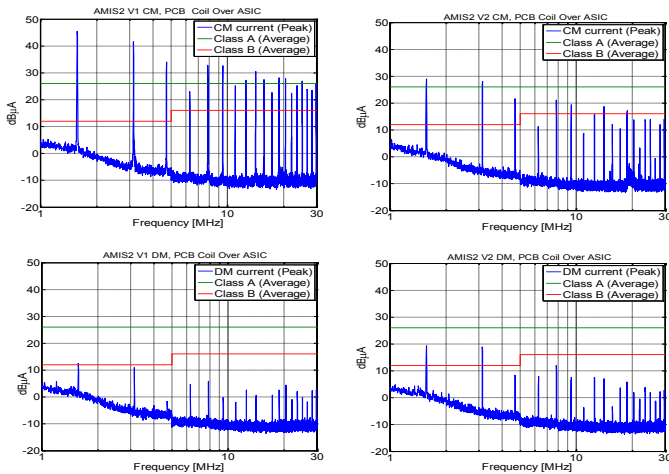 AMIS2 V1 CM, PCB Coil Over ASIC
CM current (Peak)
Class A (Average)
Class B (Average)
dBµA
50
40
30
20
10
0
-10
-20
1
10
30
Frequency [MHz]
AMIS2 V2 CM, PCB Coil Over ASIC
CM current (Peak)
Class A (Average)
Class B (Average)
dBµA
50
40
30
20
10
0
-10
-20
1
10
30
Frequency [MHz]
AMIS2 V1 DM, PCB Coil Over ASIC
DM current (Peak)
Class A (Average)
Class B (Average)
dBµA
50
40
30
20
10
0
-10
-20
1
10
30
Frequency [MHz]
AMIS2 V2 DM, PCB Coil Over ASIC
DM current (Peak)
Class A (Average)
Class B (Average)
dBµA
50
40
30
20
10
0
-10
-20
1
10
30
Frequency [MHz]